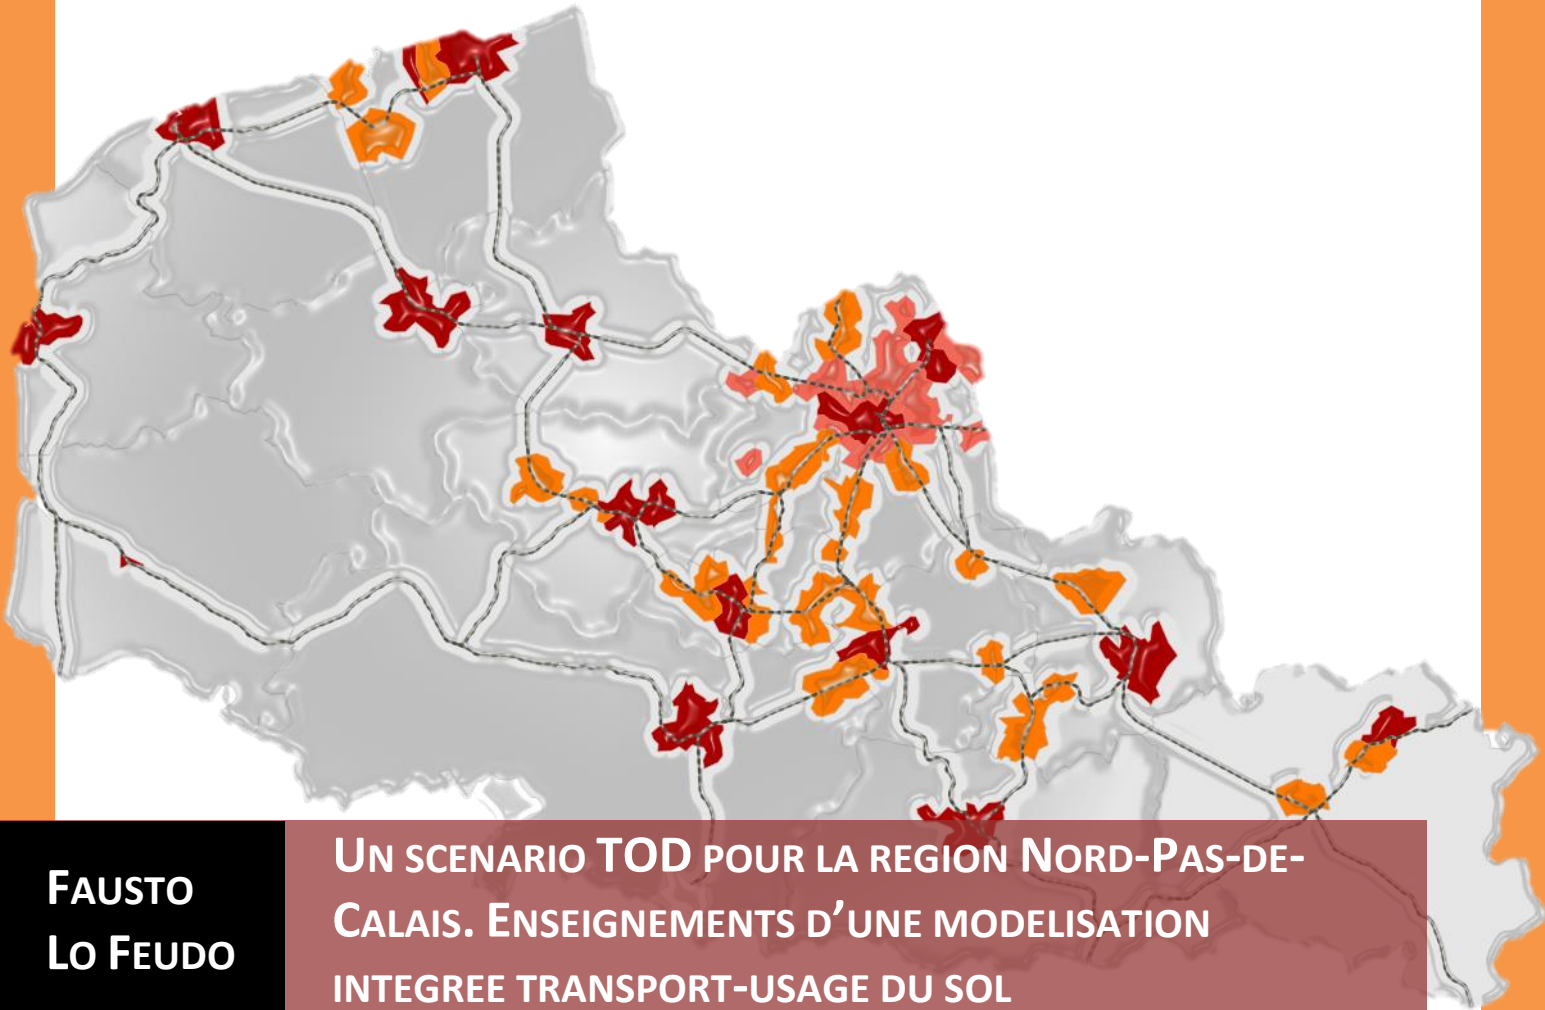 FAUSTO
LO FEUDO
UN SCENARIO TOD POUR LA REGION NORD-PAS-DE-
CALAIS. ENSEIGNEMENTS D’UNE MODELISATION
INTEGREE TRANSPORT-USAGE DU SOL